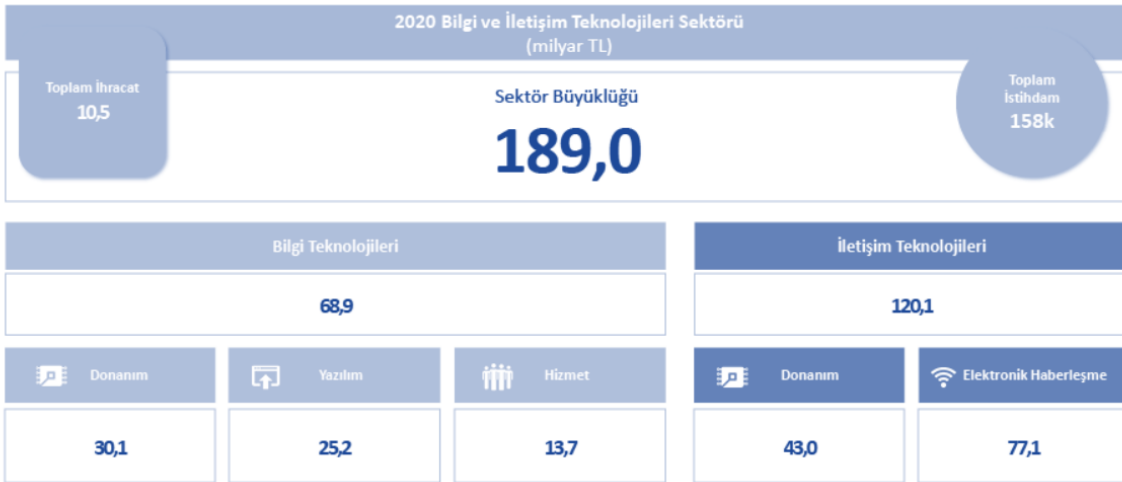 2020 Bilgi ve İletişim Teknolojileri Sektörü
(milyar TL)
Toplam İhracat
10,5
Sektör Büyüklüğü
189,0
Toplam
İstihdam
158k
Bilgi Teknolojileri
İletişim Teknolojileri
68,9
120,1
Donanım
Yazılım
Hizmet
Donanım
Elektronik Haberleşme
30,1
25,2
13,7
43,0
77,1